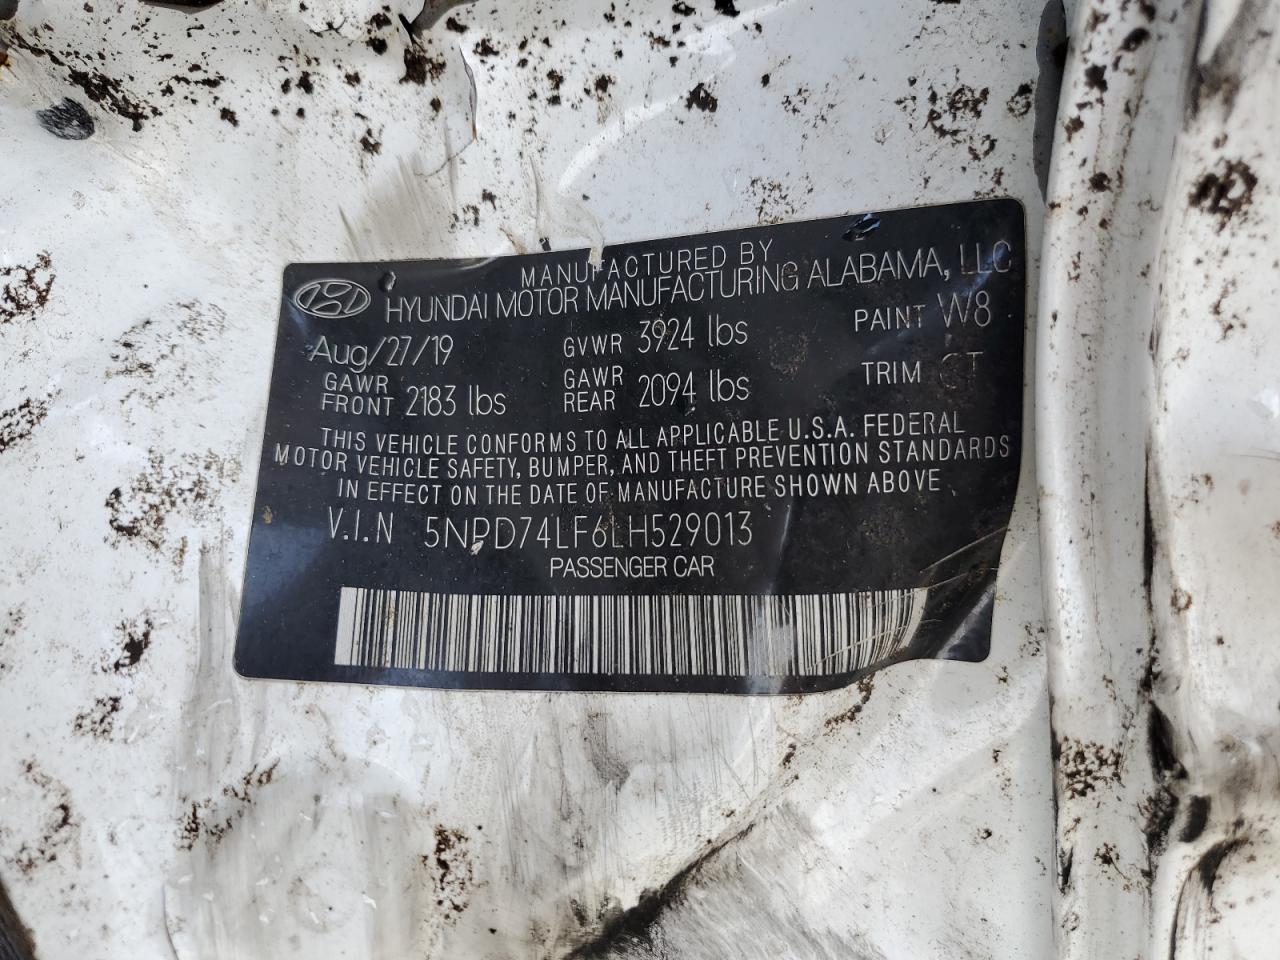 MANUFACTURED BY
HYUNDAI MOTOR MANUFACTURING ALABAMA, LLC
Aug/27/19 GVWR 3924 lbs PAINT W8
GAWR FRONT 2183 lbs GAWR REAR 2094 lbs TRIM
THIS VEHICLE CONFORMS TO ALL APPLICABLE U.S.A. FEDERAL
MOTOR VEHICLE SAFETY, BUMPER, AND THEFT PREVENTION STANDARDS
IN EFFECT ON THE DATE OF MANUFACTURE SHOWN ABOVE
V.I.N 5NPD74LF6LH529013
PASSENGER CAR